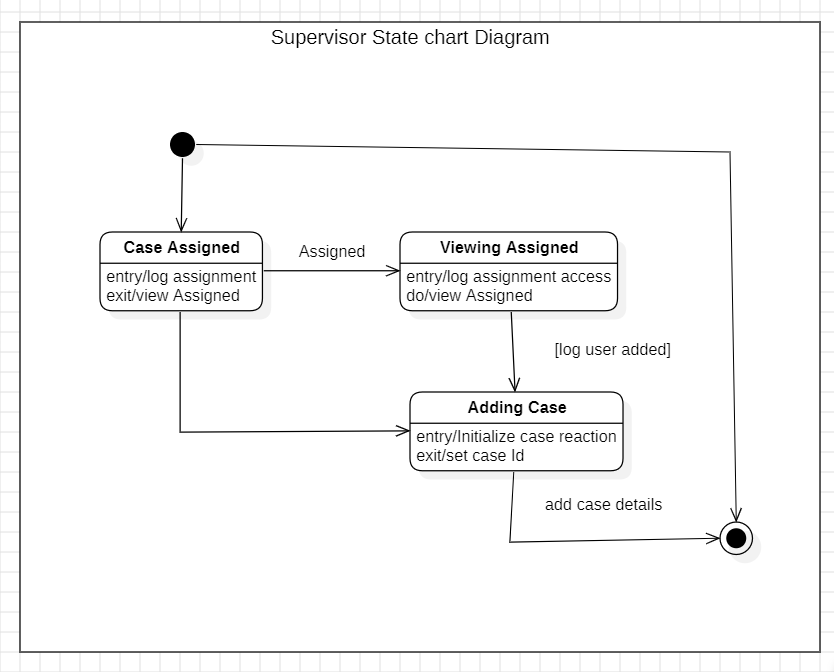 Supervisor State chart Diagram
Case Assigned
entry/log assignment
exit/view Assigned
Assigned
Viewing Assigned
entry/log assignment access
do/view Assigned
[log user added]
Adding Case
entry/Initialize case reaction
exit/set case Id
add case details